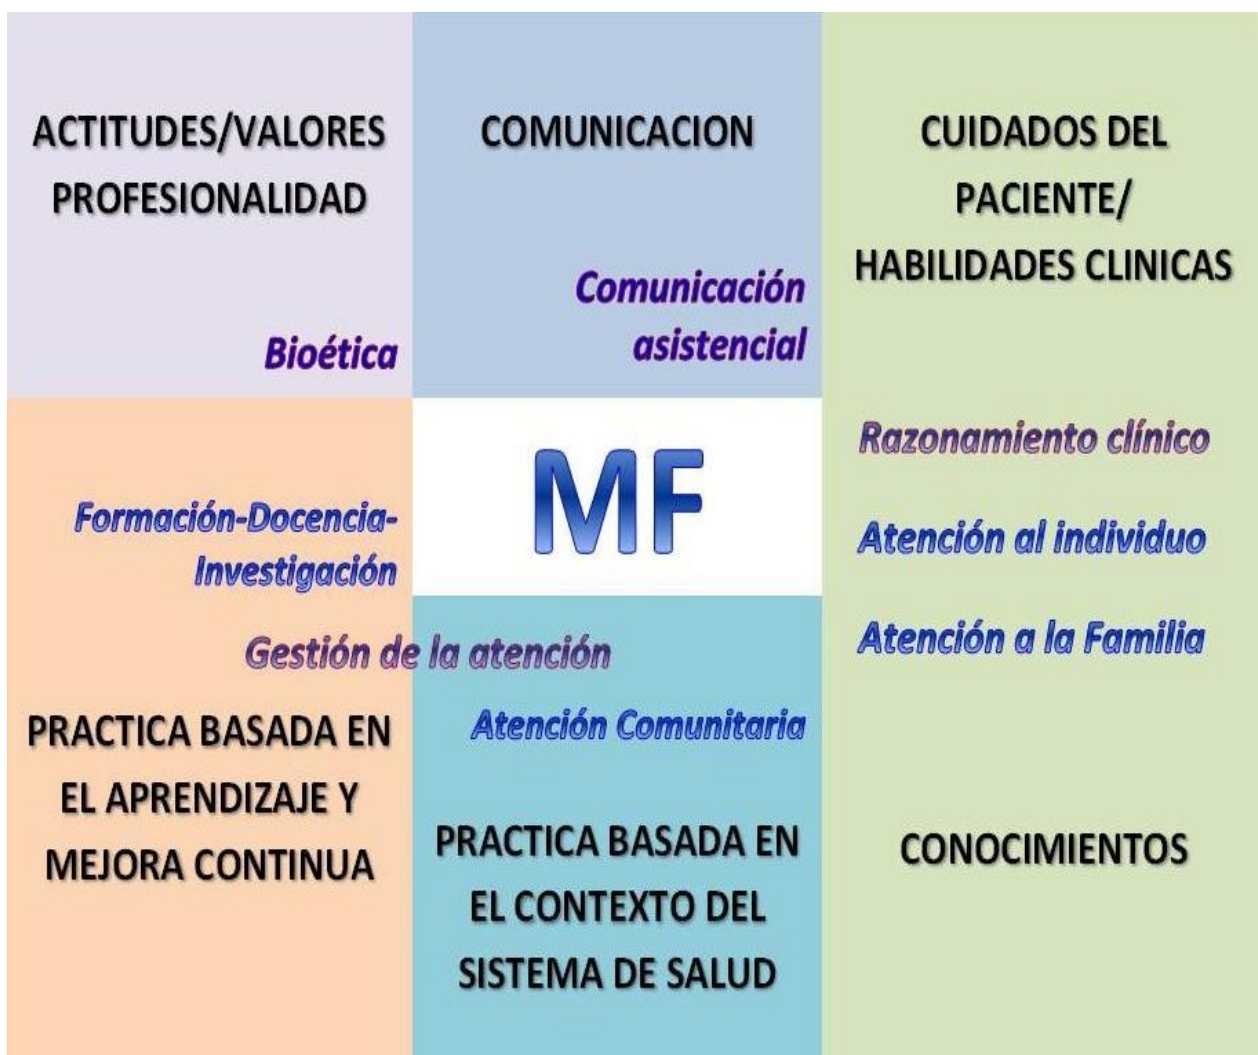 ACTITUDES/VALORES
PROFESIONALIDAD
Bioética
COMUNICACION
Comunicación
asistencial
CUIDADOS DEL
PACIENTE/
HABILIDADES CLINICAS
Razonamiento clínico
Atención al individuo
Atención a la Familia
CONOCIMIENTOS
MF
Formación-Docencia-
Investigación
Gestión de la atención
PRACTICA BASADA EN
EL APRENDIZAJE Y
MEJORA CONTINUA
Atención Comunitaria
PRACTICA BASADA EN
EL CONTEXTO DEL
SISTEMA DE SALUD